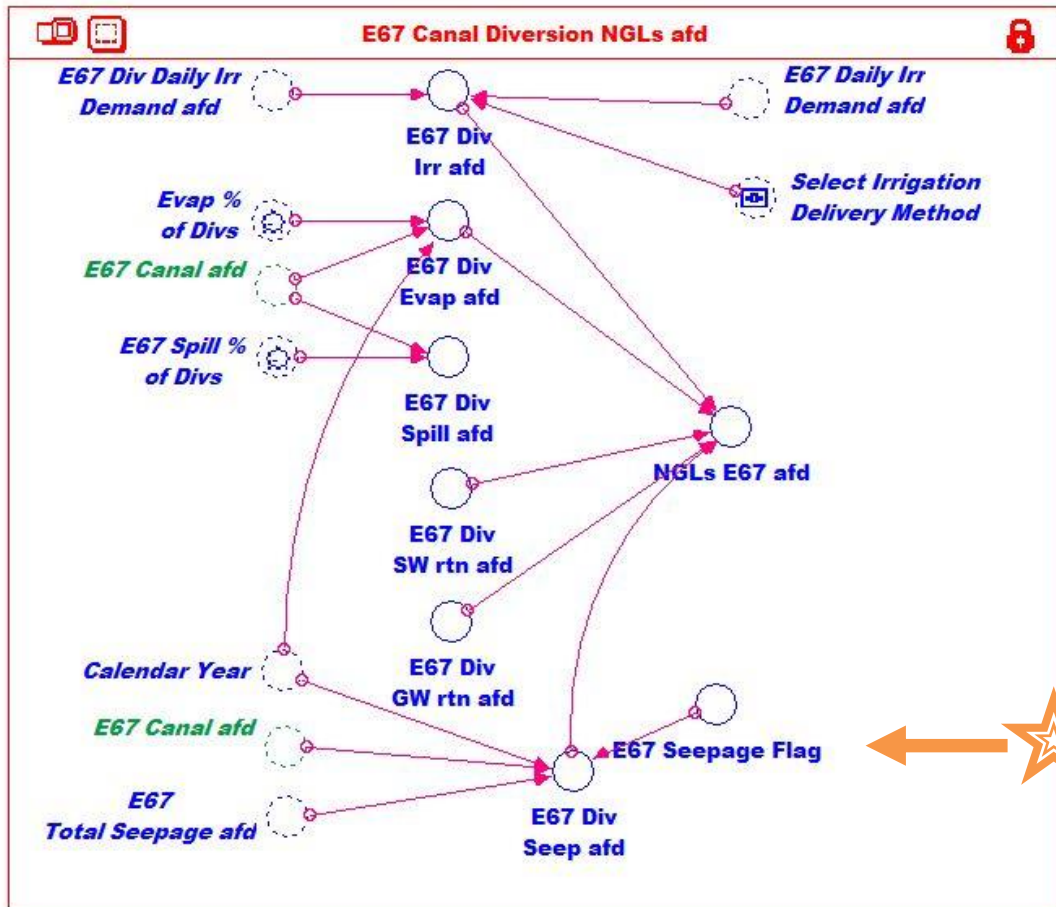 E67 Canal Diversion NGLs afd
E67 Div Daily Irr
Demand afd
E67 Daily Irr
Demand afd
E67 Div
Irr afd
Select Irrigation
Delivery Method
Evap %
of Divs
E67 Canal afd
E67 Div
Evap afd
E67 Spill %
of Divs
E67 Div
Spill afd
NGLs E67 afd
E67 Div
SW rtn afd
Calendar Year
E67 Div
GW rtn afd
E67 Canal afd
E67 Seepage Flag
E67
Total Seepage afd
E67 Div
Seep afd